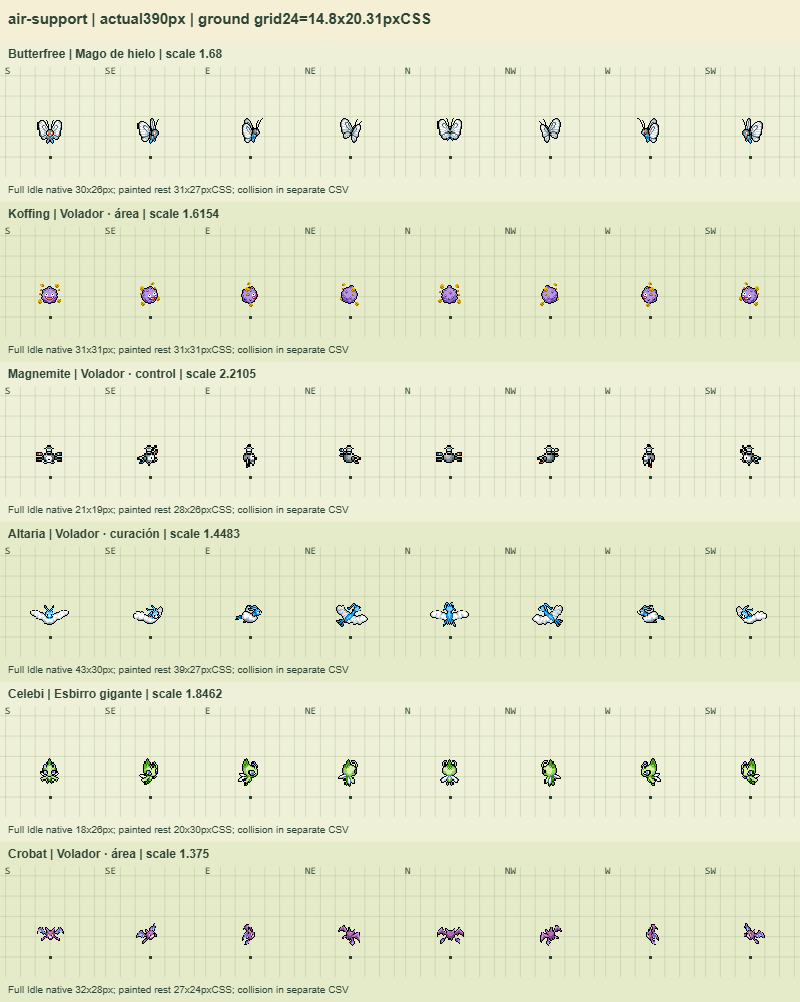 air-support | actual390px | ground grid24=14.8x20.31pxCSS
Butterfree | Mago de hielo | scale 1.68
S SE E NE N NW W SW
Full Idle native 30x26px; painted rest 31x27pxCSS; collision in separate CSV
Koffing | Volador · área | scale 1.6154
S SE E NE N NW W SW
Full Idle native 31x31px; painted rest 31x31pxCSS; collision in separate CSV
Magnemite | Volador · control | scale 2.2105
S SE E NE N NW W SW
Full Idle native 21x19px; painted rest 28x26pxCSS; collision in separate CSV
Altaria | Volador · curación | scale 1.4483
S SE E NE N NW W SW
Full Idle native 43x30px; painted rest 39x27pxCSS; collision in separate CSV
Celebi | Esbirro gigante | scale 1.8462
S SE E NE N NW W SW
Full Idle native 18x26px; painted rest 20x30pxCSS; collision in separate CSV
Crobat | Volador · área | scale 1.375
S SE E NE N NW W SW
Full Idle native 32x28px; painted rest 27x24pxCSS; collision in separate CSV